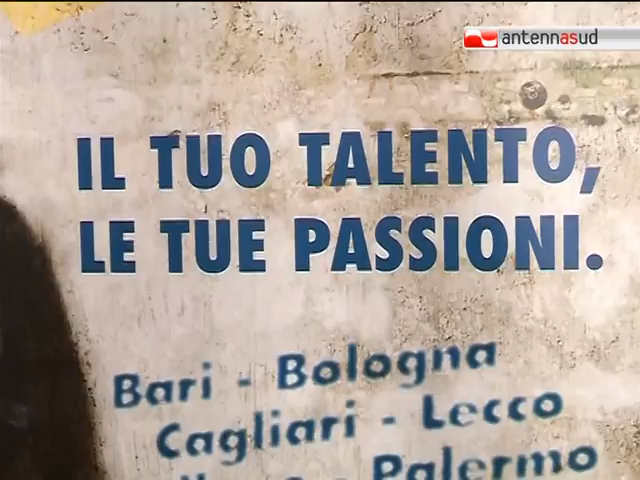 antennasud
IL TUO TALENTO,
LE TUE PASSIONI.
Bari - Bologna
Cagliari - Lecco
- Palermo